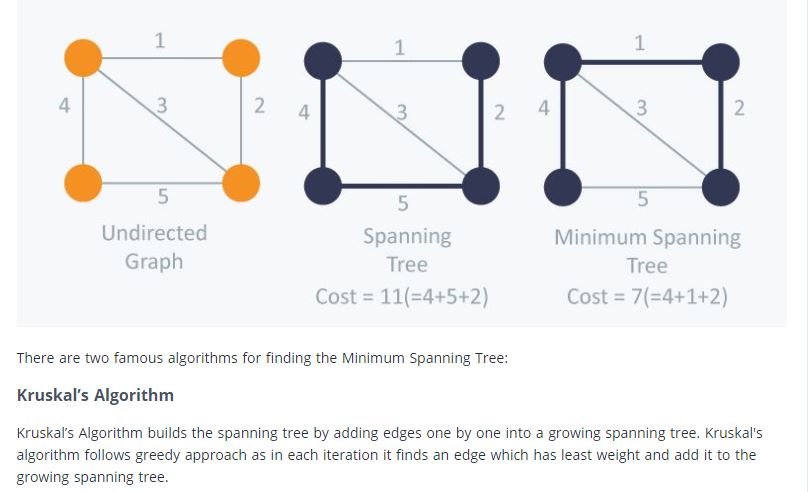 1
4
3
2
5
Undirected
Graph
1
4
3
2
5
Spanning
Tree
Cost = 11(=4+5+2)
1
4
3
2
5
Minimum Spanning
Tree
Cost = 7(=4+1+2)
There are two famous algorithms for finding the Minimum Spanning Tree:
Kruskal’s Algorithm
Kruskal’s Algorithm builds the spanning tree by adding edges one by one into a growing spanning tree. Kruskal's
algorithm follows greedy approach as in each iteration it finds an edge which has least weight and add it to the
growing spanning tree.